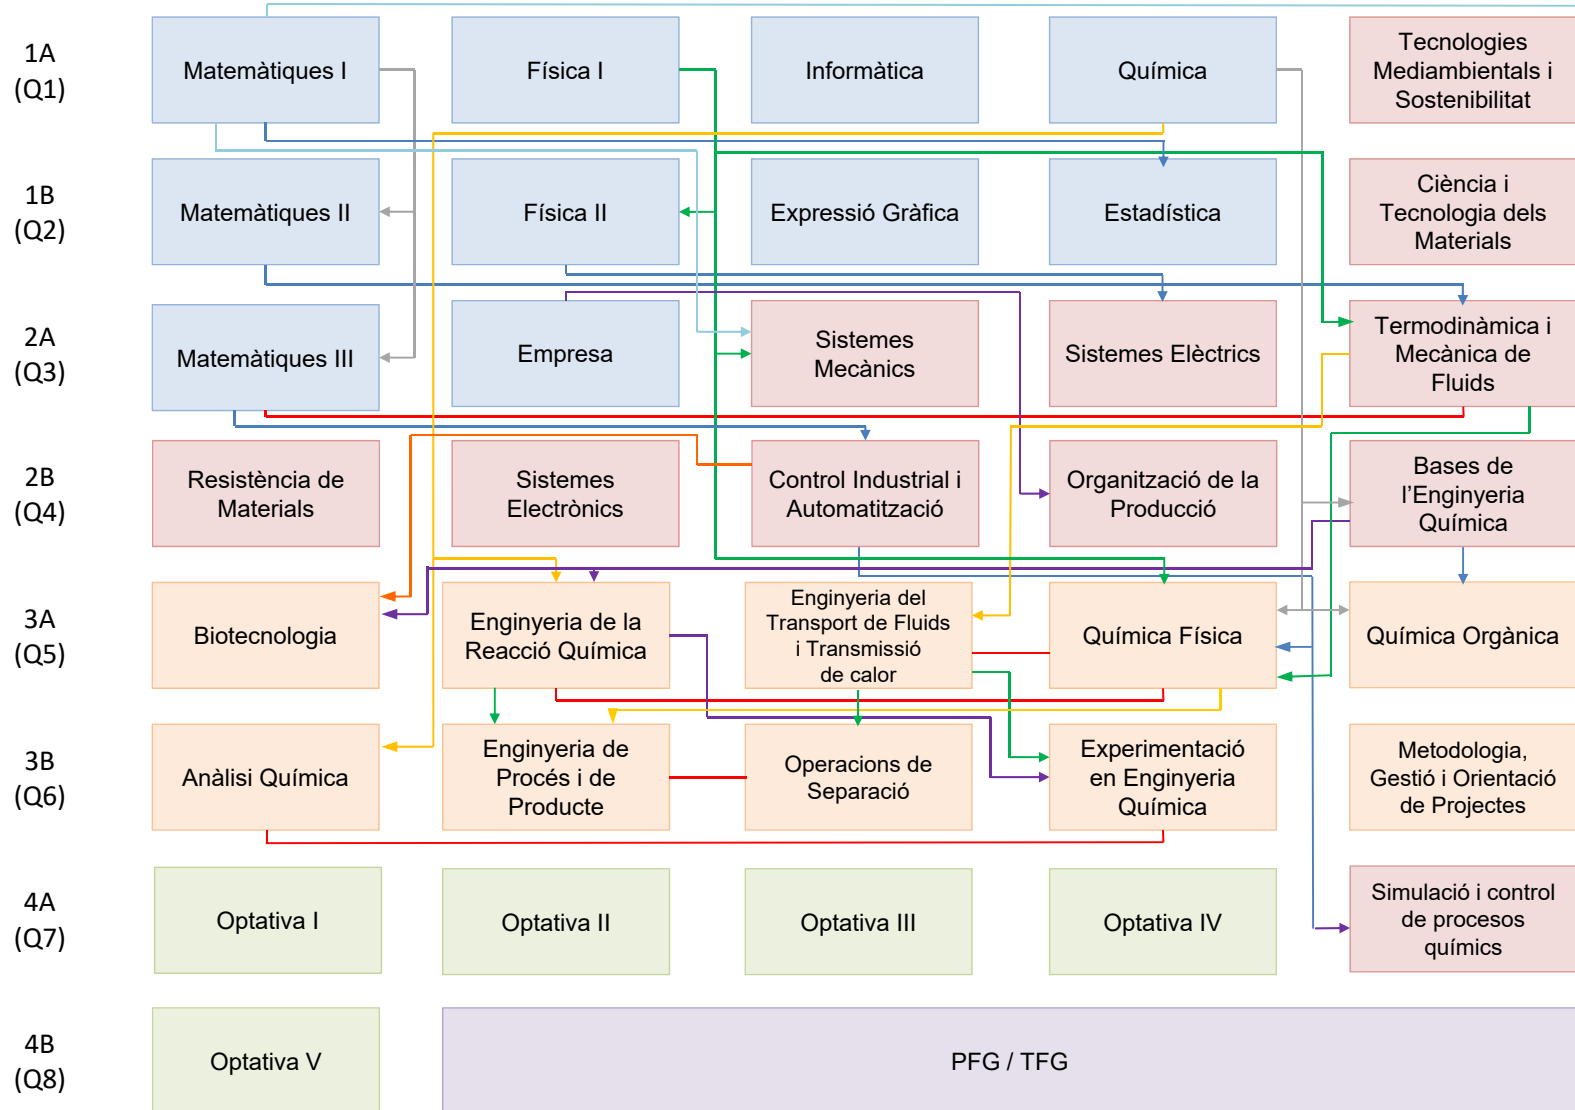 1A
(Q1)
Matemàtiques I
Física I
Informàtica
Química
Tecnologies
Mediambientals i
Sostenibilitat
1B
(Q2)
Matemàtiques II
Física II
Expressió Gràfica
Estadística
Ciència i
Tecnologia dels
Materials
2A
(Q3)
Matemàtiques III
Empresa
Sistemes
Mecànics
Sistemes Elèctrics
Termodinàmica i
Mecànica de
Fluids
2B
(Q4)
Resistència de
Materials
Sistemes
Electrònics
Control Industrial i
Automatització
Organització de la
Producció
Bases de
l’Enginyeria
Química
3A
(Q5)
Biotecnologia
Enginyeria de la
Reacció Química
Enginyeria del
Transport de Fluids
i Transmissió
de calor
Química Física
Química Orgànica
3B
(Q6)
Anàlisi Química
Enginyeria de
Procés i de
Producte
Operacions de
Separació
Experimentació
en Enginyeria
Química
Metodologia,
Gestió i Orientació
de Projectes
4A
(Q7)
Optativa I
Optativa II
Optativa III
Optativa IV
Simulació i control
de procesos
químics
4B
(Q8)
Optativa V
PFG / TFG